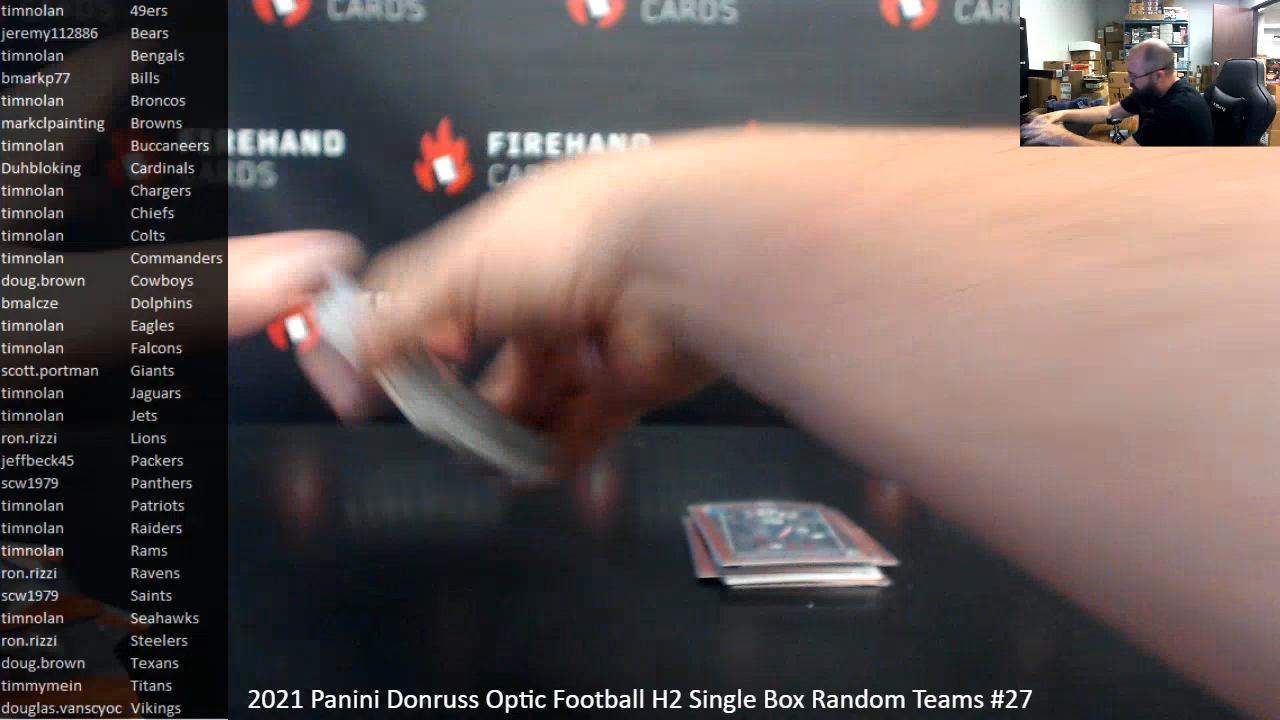 timnolan 49ers
jeremy112886 Bears
timnolan Bengals
bmarkp77 Bills
timnolan Broncos
markclpainting Browns
timnolan Buccaneers
Duhbloking Cardinals
timnolan Chargers
timnolan Chiefs
timnolan Colts
timnolan Commanders
doug.brown Cowboys
bmalcze Dolphins
timnolan Eagles
timnolan Falcons
scott.portman Giants
timnolan Jaguars
timnolan Jets
ron.rizzi Lions
jeffbeck45 Packers
scw1979 Panthers
timnolan Patriots
timnolan Raiders
timnolan Rams
ron.rizzi Ravens
scw1979 Saints
timnolan Seahawks
ron.rizzi Steelers
doug.brown Texans
timmymein Titans
douglas.vanscyoc Vikings
CARDS CARDS CARDS
REHAND FIREHAND
RDS
2021 Panini Donruss Optic Football H2 Single Box Random Teams #27